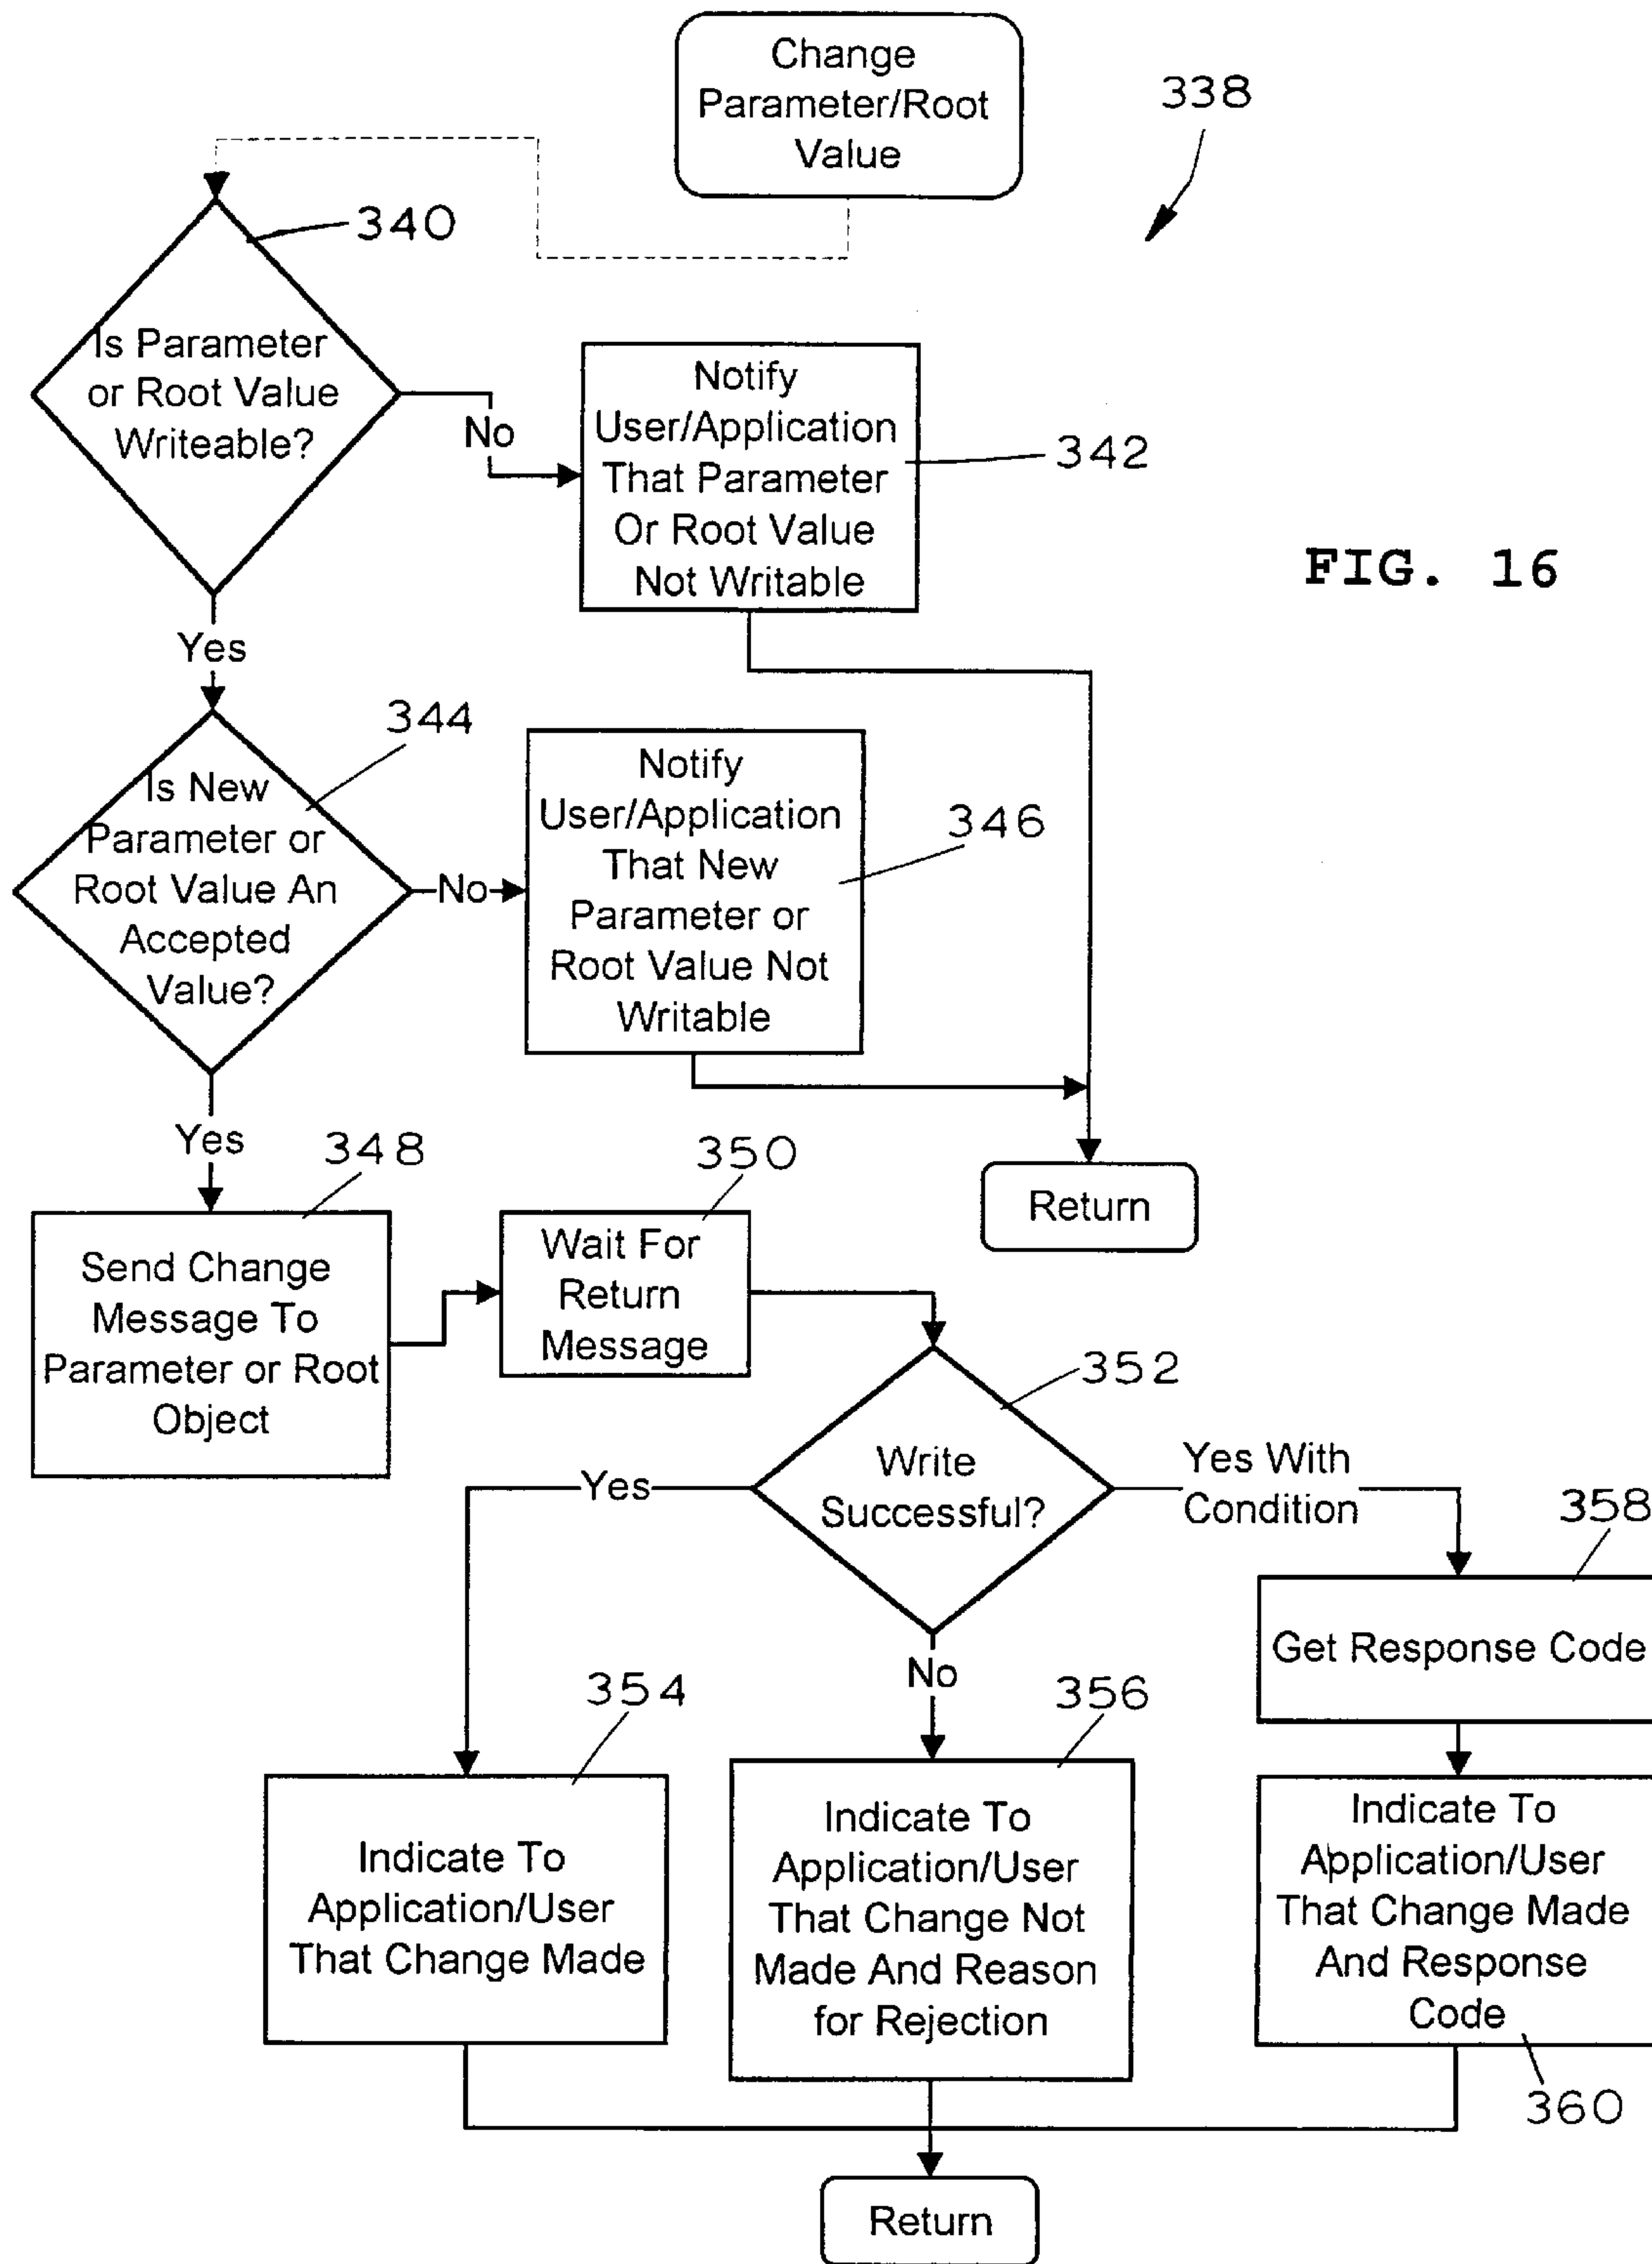 Change
Parameter/Root
Value
338
340
Is Parameter
or Root Value
Writeable?
No
Notify
User/Application
That Parameter
Or Root Value
Not Writable
342
FIG. 16
Yes
344
Is New
Parameter or
Root Value An
Accepted
Value?
No
Notify
User/Application
That New
Parameter or
Root Value Not
Writable
346
Yes
348
350
Return
Send Change
Message To
Parameter or Root
Object
Wait For
Return
Message
352
Write
Successful?
Yes
Yes With
Condition
358
Get Response Code
No
354
356
Indicate To
Application/User
That Change Made
Indicate To
Application/User
That Change Not
Made And Reason
for Rejection
Indicate To
Application/User
That Change Made
And Response
Code
360
Return